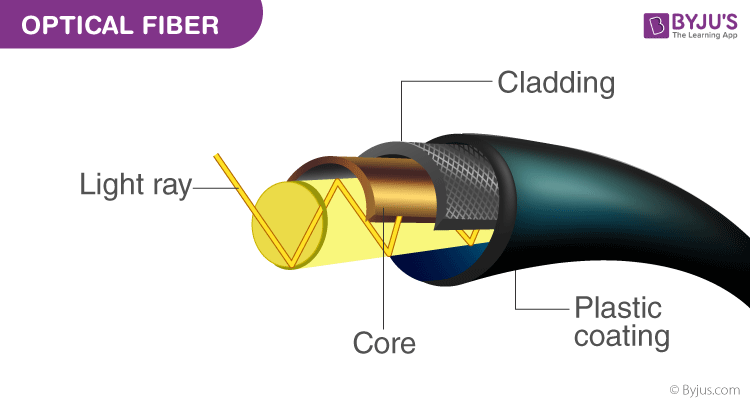 OPTICAL FIBER
BYJU'S
The Learning App
Cladding
Light ray
Core
Plastic
coating
© Byjus.com